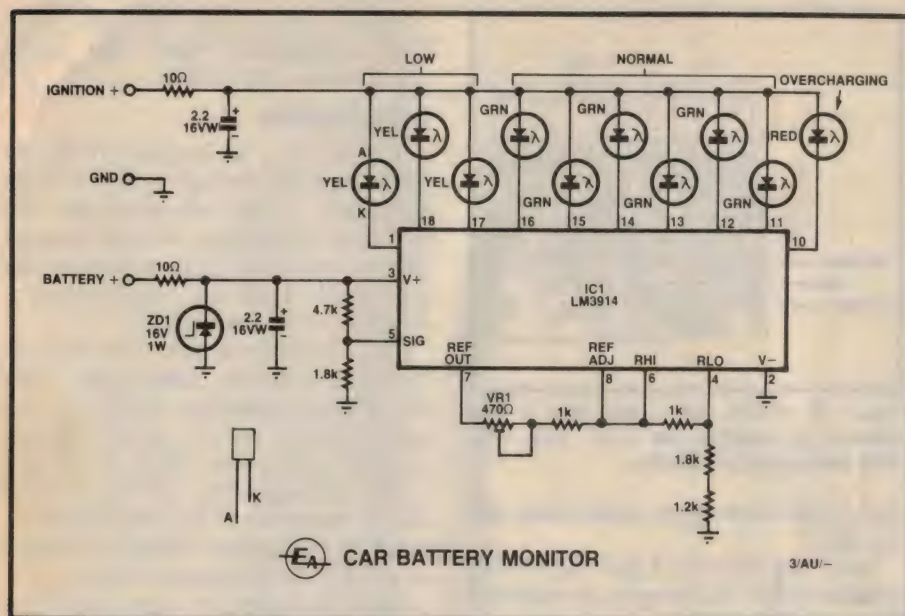 LOW
NORMAL
OVERCHARGING
IGNITION +
10Ω
2.2
16VW
+
−
GND
A
K
YEL
YEL
YEL
GRN
GRN
GRN
GRN
GRN
GRN
RED
λ
λ
λ
λ
λ
λ
λ
λ
λ
λ
1
18
17
16
15
14
13
12
11
10
BATTERY +
10Ω
ZD1
16V
1W
2.2
16VW
+
−
4.7k
1.8k
3
V+
5
SIG
IC1
LM3914
REF
OUT
7
REF
ADJ
8
RHI
6
RLO
4
V−
2
VR1
470Ω
1k
1k
1.8k
1.2k
A
K
EA
CAR BATTERY MONITOR
3/AU/–